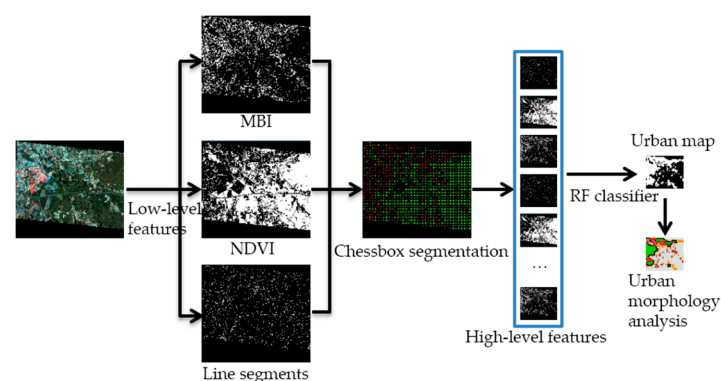 MBI
Low-level
features
NDVI
Line segments
Chessbox segmentation
...
High-level features
RF classifier
Urban map
Urban
morphology
analysis